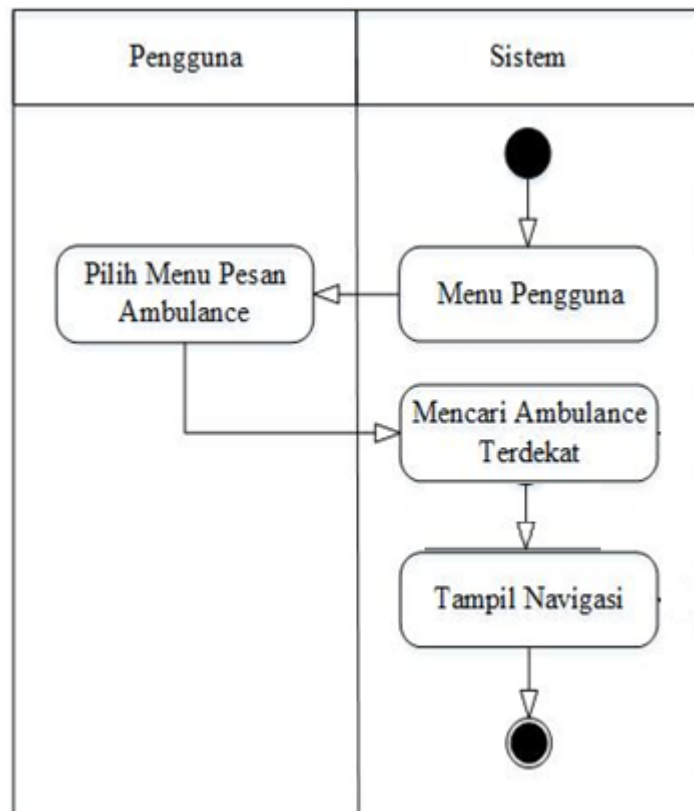 Pengguna
Sistem
Menu Pengguna
Pilih Menu Pesan
Ambulance
Mencari Ambulance
Terdekat
Tampil Navigasi